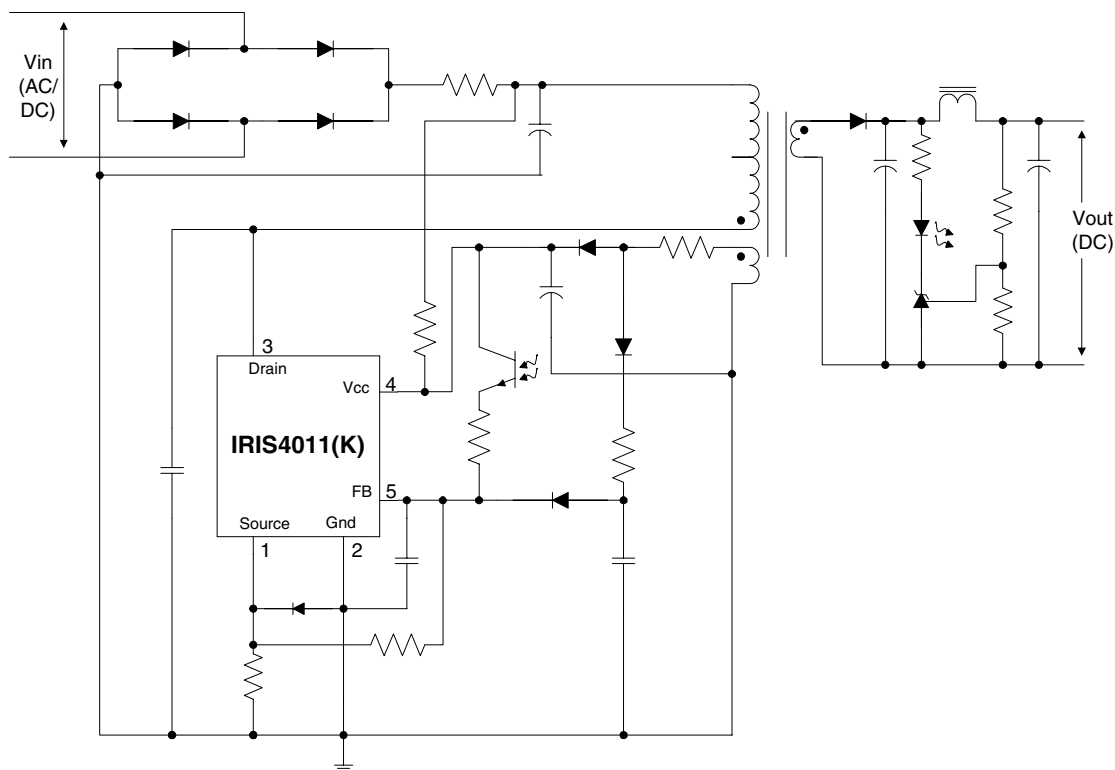 Vin
(AC/
DC)
Vout
(DC)
3
Drain
Vcc
4
IRIS4011(K)
FB
5
Source
Gnd
1
2